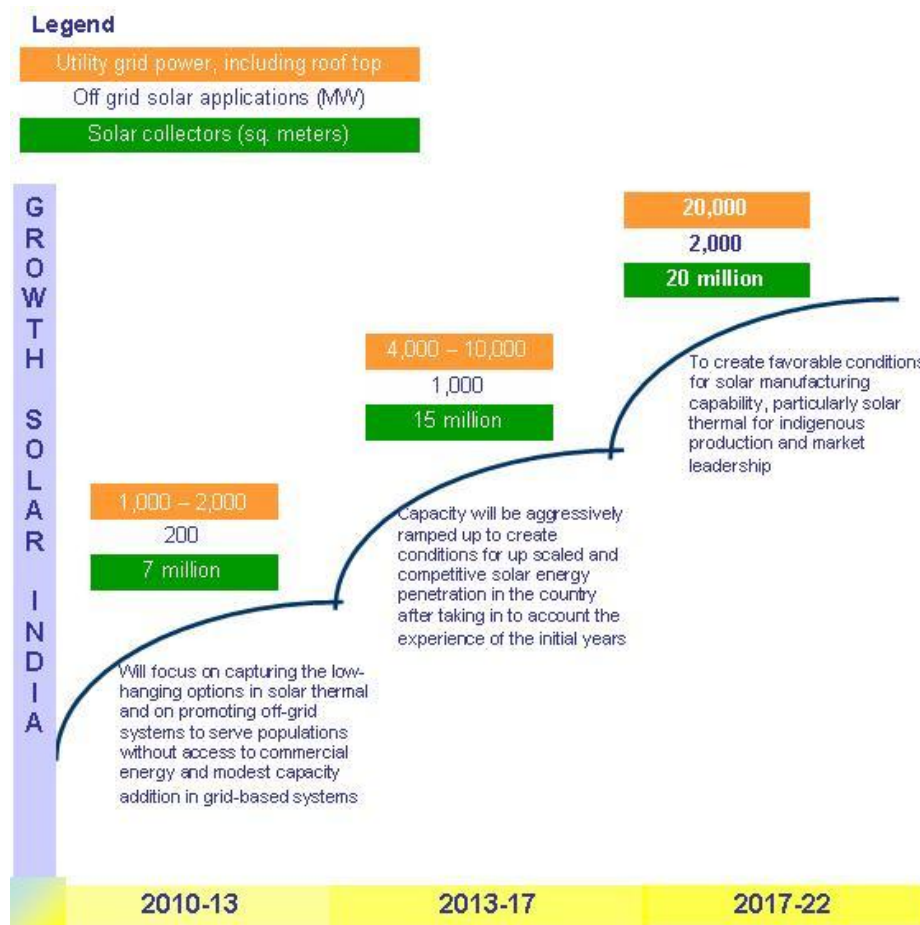 Legend
Utility grid power, including roof top
Off grid solar applications (MW)
Solar collectors (sq. meters)
GROWTH SOLAR INDIA
20,000
2,000
20 million
To create favorable conditions
for solar manufacturing
capability, particularly solar
thermal for indigenous
production and market
leadership
4,000 – 10,000
1,000
15 million
Capacity will be aggressively
ramped up to create
conditions for up scaled and
competitive solar energy
penetration in the country
after taking in to account the
experience of the initial years
1,000 – 2,000
200
7 million
Will focus on capturing the low-
hanging options in solar thermal
and on promoting off-grid
systems to serve populations
without access to commercial
energy and modest capacity
addition in grid-based systems
2010-13
2013-17
2017-22